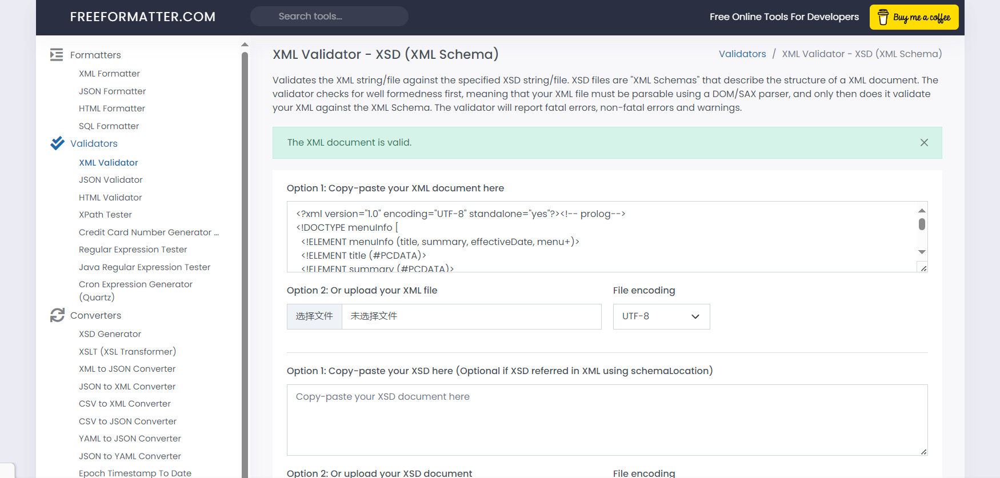 FREEFORMATTER.COM
Search tools...
Free Online Tools For Developers
Buy me a coffee
Formatters
XML Formatter
JSON Formatter
HTML Formatter
SQL Formatter
Validators
XML Validator
JSON Validator
HTML Validator
XPath Tester
Credit Card Number Generator ...
Regular Expression Tester
Java Regular Expression Tester
Cron Expression Generator
(Quartz)
Converters
XSD Generator
XSLT (XSL Transformer)
XML to JSON Converter
JSON to XML Converter
CSV to XML Converter
CSV to JSON Converter
YAML to JSON Converter
JSON to YAML Converter
Epoch Timestamp To Date
XML Validator - XSD (XML Schema)
Validators / XML Validator - XSD (XML Schema)
Validates the XML string/file against the specified XSD string/file. XSD files are "XML Schemas" that describe the structure of a XML document. The
validator checks for well formedness first, meaning that your XML file must be parsable using a DOM/SAX parser, and only then does it validate
your XML against the XML Schema. The validator will report fatal errors, non-fatal errors and warnings.
The XML document is valid.
Option 1: Copy-paste your XML document here
<?xml version="1.0" encoding="UTF-8" standalone="yes"?><!-- prolog-->
<!DOCTYPE menuInfo [
<!ELEMENT menuInfo (title, summary, effectiveDate, menu+)>
<!ELEMENT title (#PCDATA)>
<!ELEMENT summary (#PCDATA)>
Option 2: Or upload your XML file
File encoding
选择文件 未选择文件
UTF-8
Option 1: Copy-paste your XSD here (Optional if XSD referred in XML using schemaLocation)
Copy-paste your XSD document here
Option 2: Or upload your XSD document
File encoding